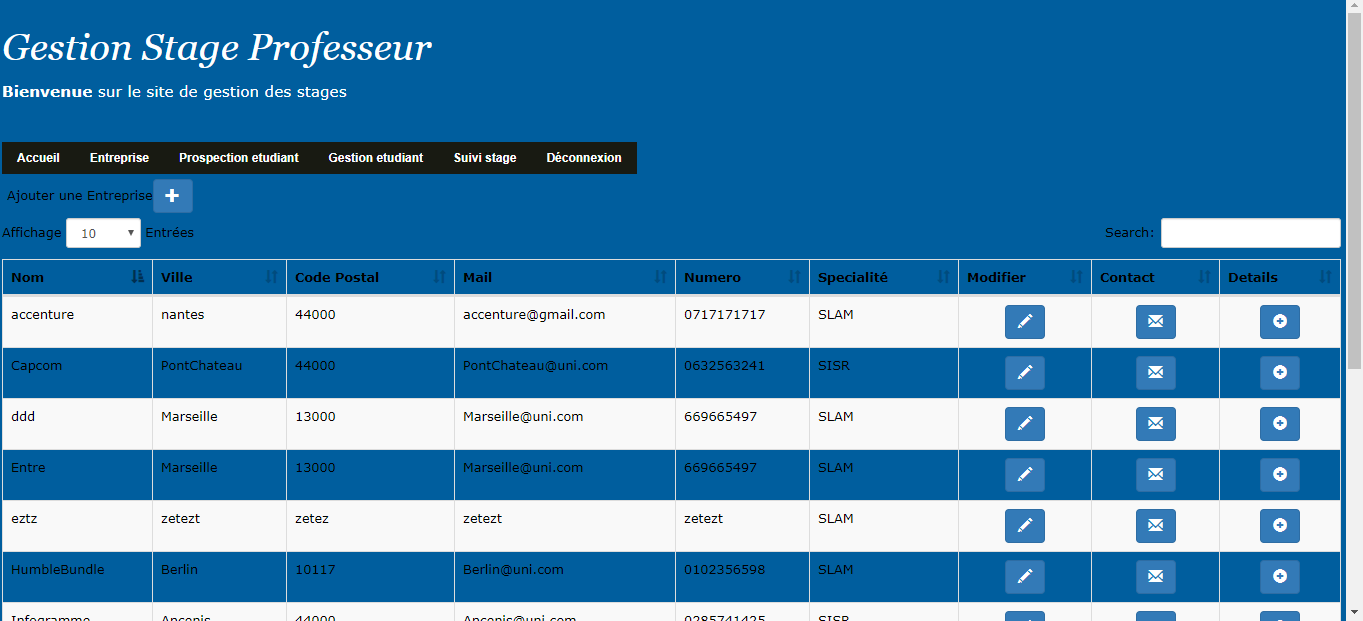 Gestion Stage Professeur
Bienvenue sur le site de gestion des stages
Accueil Entreprise Prospection etudiant Gestion etudiant Suivi stage Déconnexion
Ajouter une Entreprise
Affichage 10 Entrées Search:
Nom Ville Code Postal Mail Numero Specialité Modifier Contact Details
accenture nantes 44000 accenture@gmail.com 0717171717 SLAM
Capcom PontChateau 44000 PontChateau@uni.com 0632563241 SISR
ddd Marseille 13000 Marseille@uni.com 669665497 SLAM
Entre Marseille 13000 Marseille@uni.com 669665497 SLAM
eztz zetezt zetez zetezt zetezt SLAM
HumbleBundle Berlin 10117 Berlin@uni.com 0102356598 SLAM
Infogramme Ancenis 44000 Ancenis@uni.com 0285741425 SISR